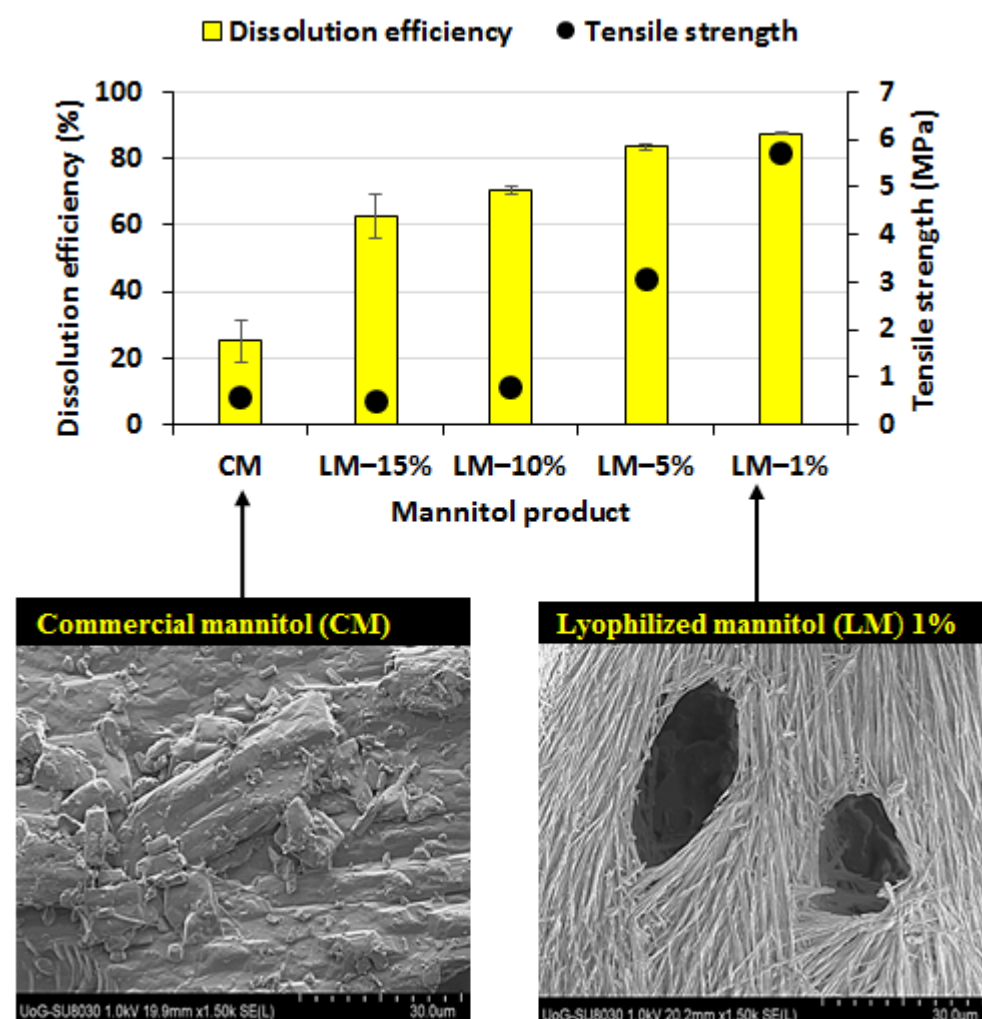 Dissolution efficiency Tensile strength
Dissolution efficiency (%)
100
80
60
40
20
0
7
6
5
4
3
2
1
0
Tensile strength (MPa)
CM LM–15% LM–10% LM–5% LM–1%
Mannitol product
Commercial mannitol (CM)
UoG-SU8030 1.0kV 19.9mm x1.50k SE(L) 30.0um
Lyophilized mannitol (LM) 1%
UoG-SU8030 1.0kV 20.2mm x1.50k SE(L) 30.0um